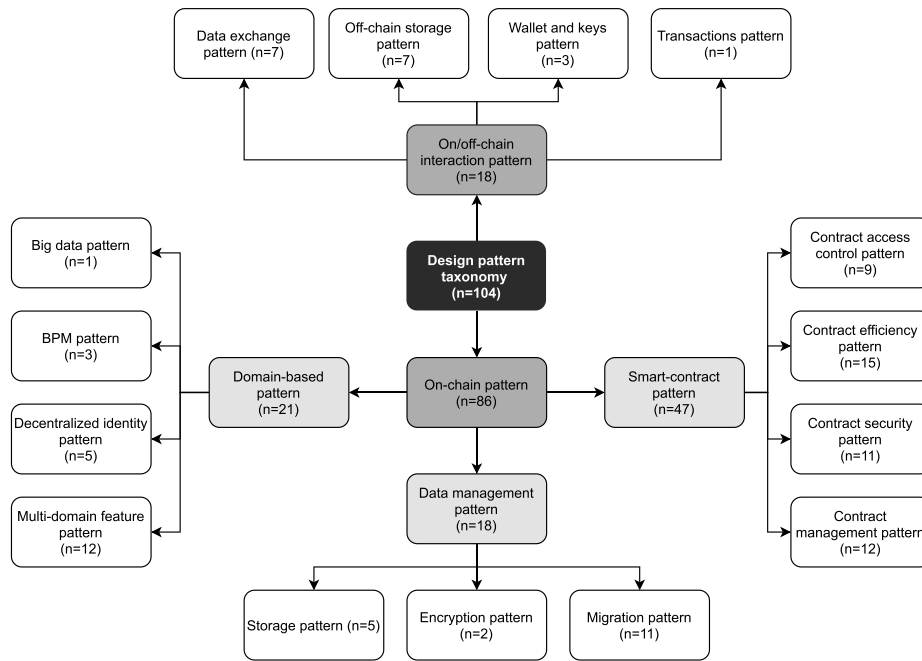 Data exchange
pattern (n=7)
Off-chain storage
pattern
(n=7)
Wallet and keys
pattern
(n=3)
Transactions pattern
(n=1)
On/off-chain
interaction pattern
(n=18)
Design pattern
taxonomy
(n=104)
Big data pattern
(n=1)
BPM pattern
(n=3)
Decentralized identity
pattern
(n=5)
Multi-domain feature
pattern
(n=12)
Domain-based
pattern
(n=21)
On-chain pattern
(n=86)
Smart-contract
pattern
(n=47)
Contract access
control pattern
(n=9)
Contract efficiency
pattern
(n=15)
Contract security
pattern
(n=11)
Contract
management pattern
(n=12)
Data management
pattern
(n=18)
Storage pattern (n=5)
Encryption pattern
(n=2)
Migration pattern
(n=11)